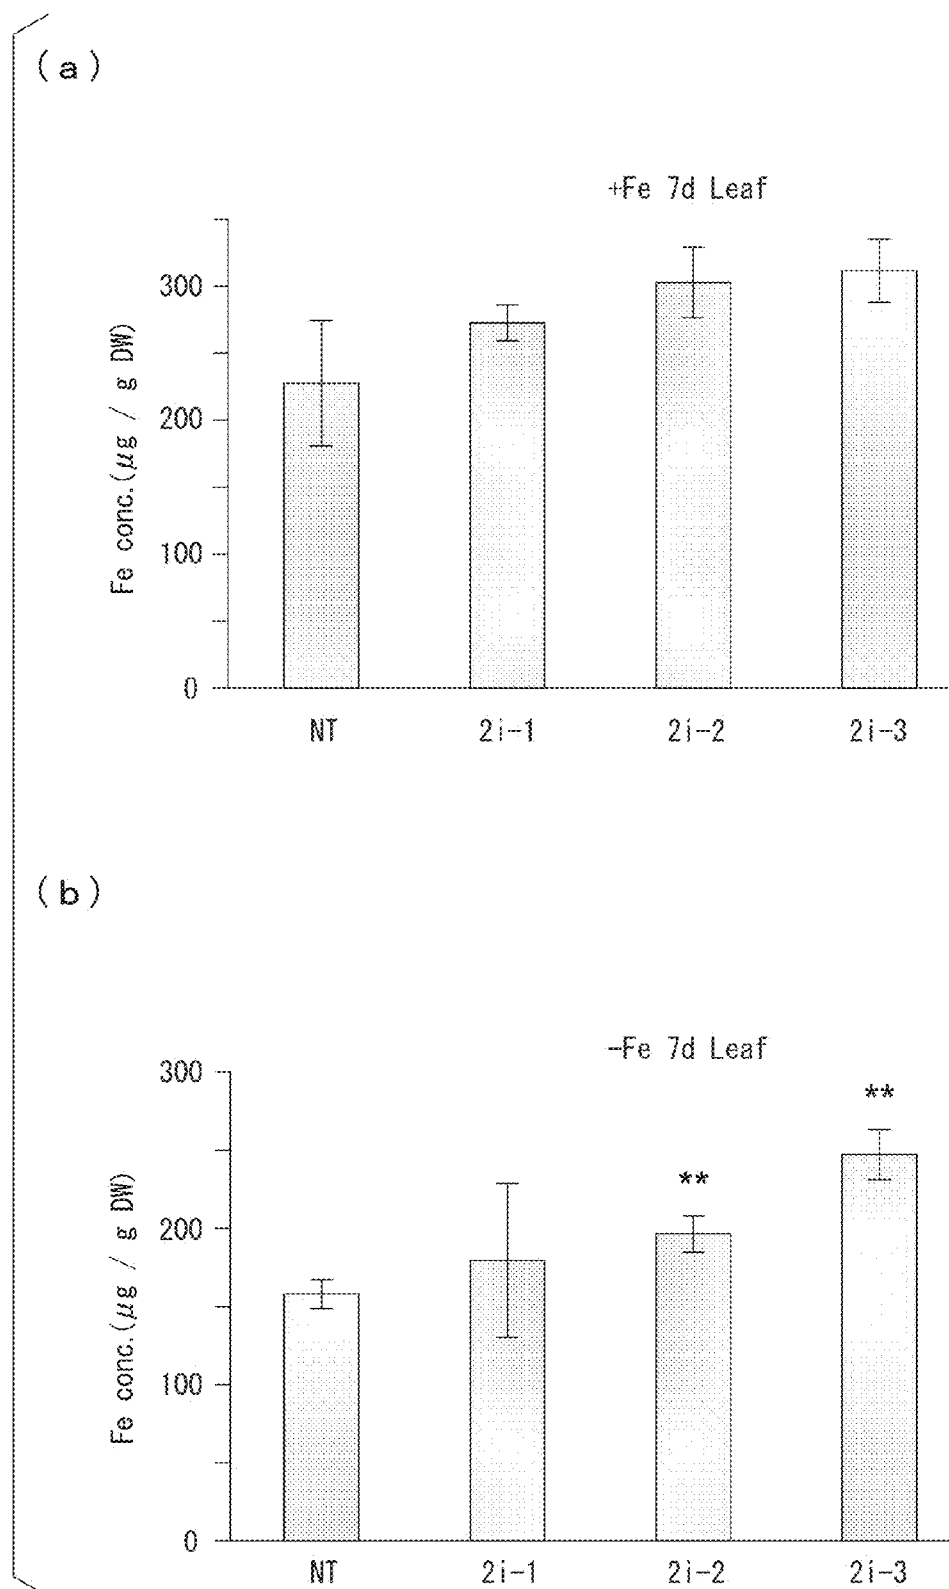 (a)
+Fe 7d Leaf
Fe conc.(μg / g DW)
300
200
100
0
NT 2i-1 2i-2 2i-3
(b)
-Fe 7d Leaf
Fe conc.(μg / g DW)
300
200
100
0
**
**
NT 2i-1 2i-2 2i-3